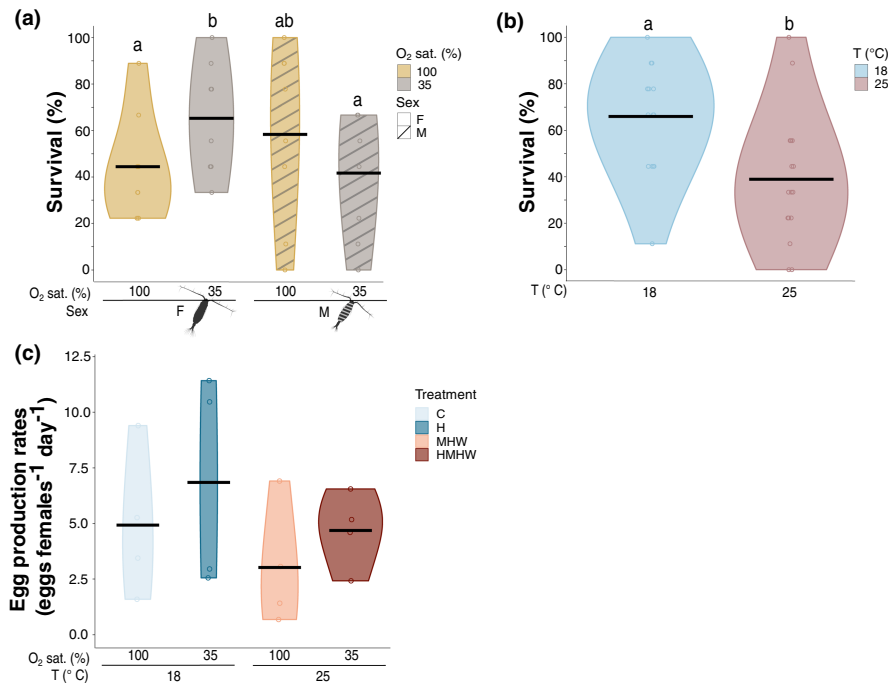 (a)
a
b
ab
a
Survival (%)
100
80
60
40
20
0
O₂ sat. (%)
100
35
Sex
F
M
O₂ sat. (%)
100
35
100
35
Sex
F
M
(b)
a
b
Survival (%)
100
80
60
40
20
0
T (°C)
18
25
T (° C)
18
25
(c)
Egg production rates
(eggs females⁻¹ day⁻¹)
12.5
10.0
7.5
5.0
2.5
0.0
Treatment
C
H
MHW
HMHW
O₂ sat. (%)
100
35
100
35
T (° C)
18
25